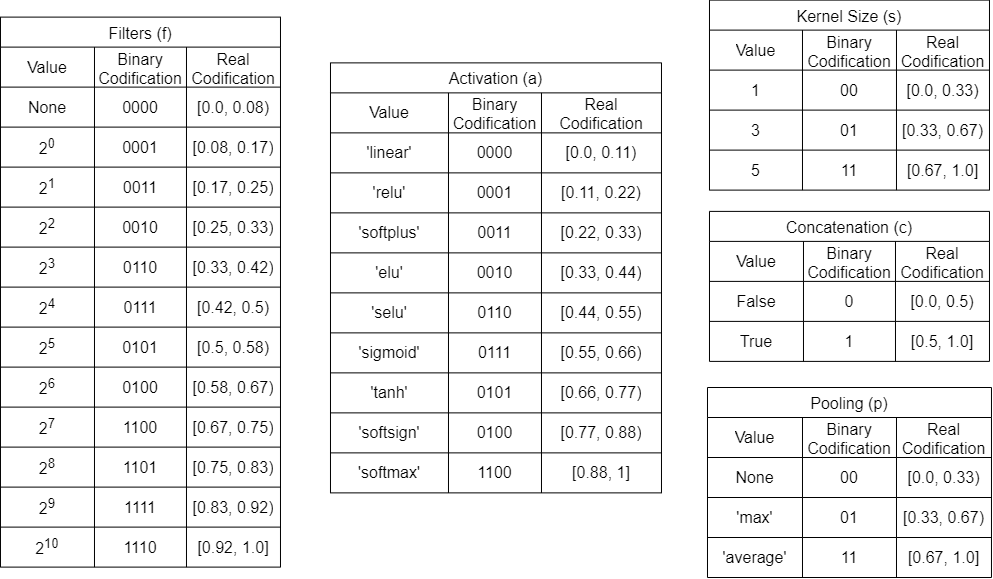 Filters (f)
Value Binary Codification Real Codification
None 0000 [0.0, 0.08)
2^0 0001 [0.08, 0.17)
2^1 0011 [0.17, 0.25)
2^2 0010 [0.25, 0.33)
2^3 0110 [0.33, 0.42)
2^4 0111 [0.42, 0.5)
2^5 0101 [0.5, 0.58)
2^6 0100 [0.58, 0.67)
2^7 1100 [0.67, 0.75)
2^8 1101 [0.75, 0.83)
2^9 1111 [0.83, 0.92)
2^10 1110 [0.92, 1.0]
Activation (a)
Value Binary Codification Real Codification
'linear' 0000 [0.0, 0.11)
'relu' 0001 [0.11, 0.22)
'softplus' 0011 [0.22, 0.33)
'elu' 0010 [0.33, 0.44)
'selu' 0110 [0.44, 0.55)
'sigmoid' 0111 [0.55, 0.66)
'tanh' 0101 [0.66, 0.77)
'softsign' 0100 [0.77, 0.88)
'softmax' 1100 [0.88, 1]
Kernel Size (s)
Value Binary Codification Real Codification
1 00 [0.0, 0.33)
3 01 [0.33, 0.67)
5 11 [0.67, 1.0]
Concatenation (c)
Value Binary Codification Real Codification
False 0 [0.0, 0.5)
True 1 [0.5, 1.0]
Pooling (p)
Value Binary Codification Real Codification
None 00 [0.0, 0.33)
'max' 01 [0.33, 0.67)
'average' 11 [0.67, 1.0]